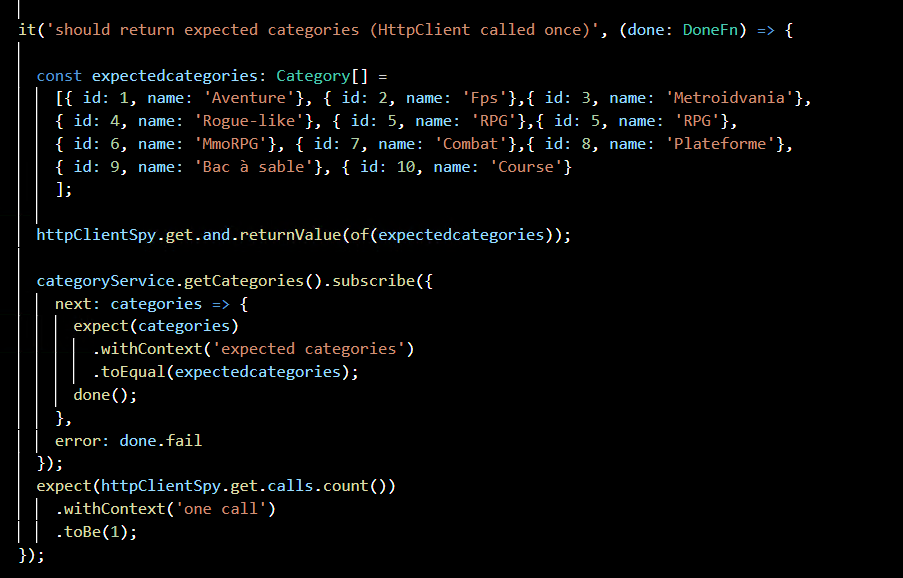 it('should return expected categories (HttpClient called once)', (done: DoneFn) => {
const expectedcategories: Category[] =
[{ id: 1, name: 'Aventure'}, { id: 2, name: 'Fps'},{ id: 3, name: 'Metroidvania'},
{ id: 4, name: 'Rogue-like'}, { id: 5, name: 'RPG'},{ id: 5, name: 'RPG'},
{ id: 6, name: 'MmoRPG'}, { id: 7, name: 'Combat'},{ id: 8, name: 'Plateforme'},
{ id: 9, name: 'Bac à sable'}, { id: 10, name: 'Course'}
];
httpClientSpy.get.and.returnValue(of(expectedcategories));
categoryService.getCategories().subscribe({
next: categories => {
expect(categories)
.withContext('expected categories')
.toEqual(expectedcategories);
done();
},
error: done.fail
});
expect(httpClientSpy.get.calls.count())
.withContext('one call')
.toBe(1);
});